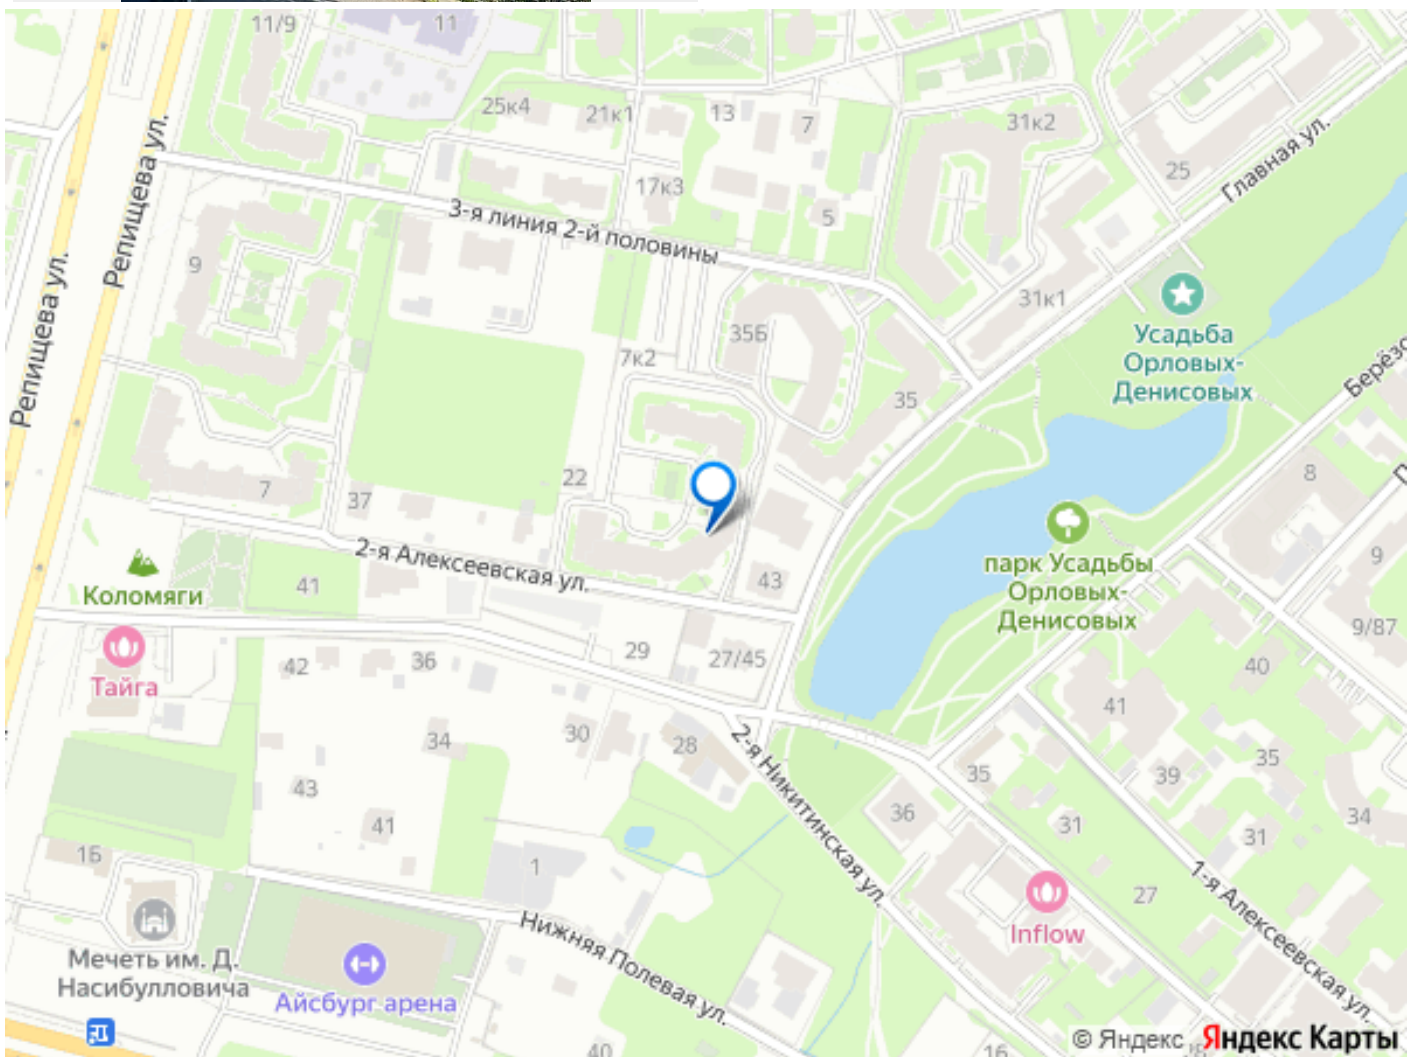 11/9
11
Репищева ул.
Репищева ул.
25к4
21к1
13
7
31к2
25
Главная ул.
17к3
5
3-я линия 2-й половины
9
31к1
Усадьба
Орловых-
Денисовых
35Б
7к2
35
Берёзо
22
7
37
8
2-я Алексеевская ул.
парк Усадьбы
Орловых-
Денисовых
9
Коломяги
41
43
9/87
Тайга
42
36
29
27/45
40
41
34
30
28
2-я Никитинская ул.
35
39
35
43
41
36
31
31
34
1Б
1
27
1-я Алексеевская ул.
Inflow
Нижняя Полевая ул.
Мечеть им. Д.
Насибулловича
Айсбург арена
40
16
© Яндекс Яндекс Карты